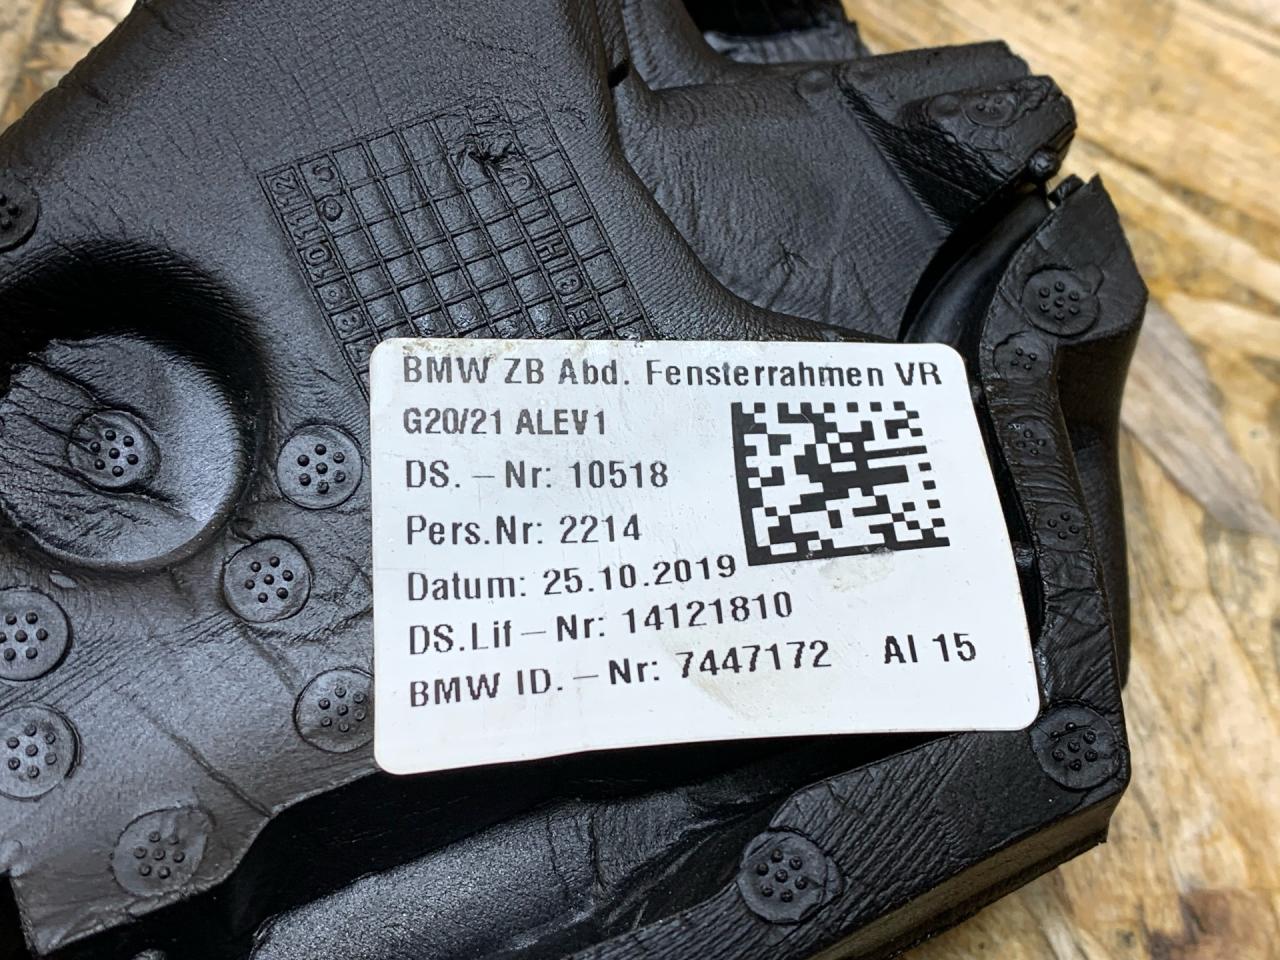 BMW ZB Abd. Fensterrahmen VR
G20/21 ALEV1
DS. – Nr: 10518
Pers.Nr: 2214
Datum: 25.10.2019
DS.Lif – Nr: 14121810
BMW ID. – Nr: 7447172 AI 15